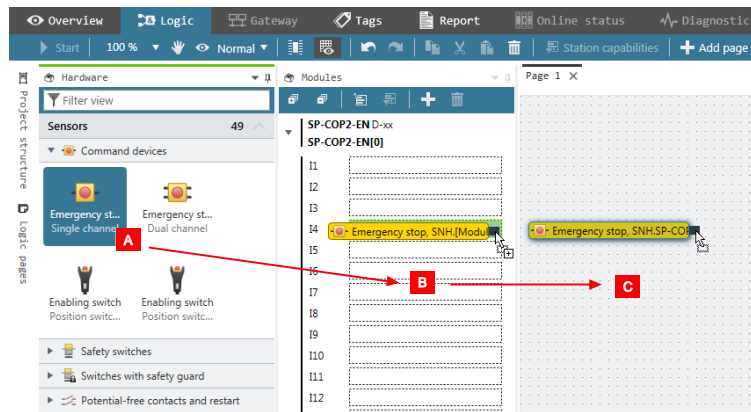 Overview Logic Gateway Tags Report Online status Diagnostic
Start 100 % Normal Station capabilities Add page
Project structure
Logic pages
Hardware
Filter view
Sensors 49
Command devices
Emergency st...
Single channel
Emergency st...
Dual channel
A
Enabling switch
Position switc...
Enabling switch
Position switc...
Safety switches
Switches with safety guard
Potential-free contacts and restart
Modules
SP-COP2-EN D-xx
SP-COP2-EN[0]
I1
I2
I3
I4 Emergency stop, SNH.[Modul
I5
I6
B
I7
I8
I9
I10
I11
I12
Page 1
Emergency stop, SNH.SP-COP
C